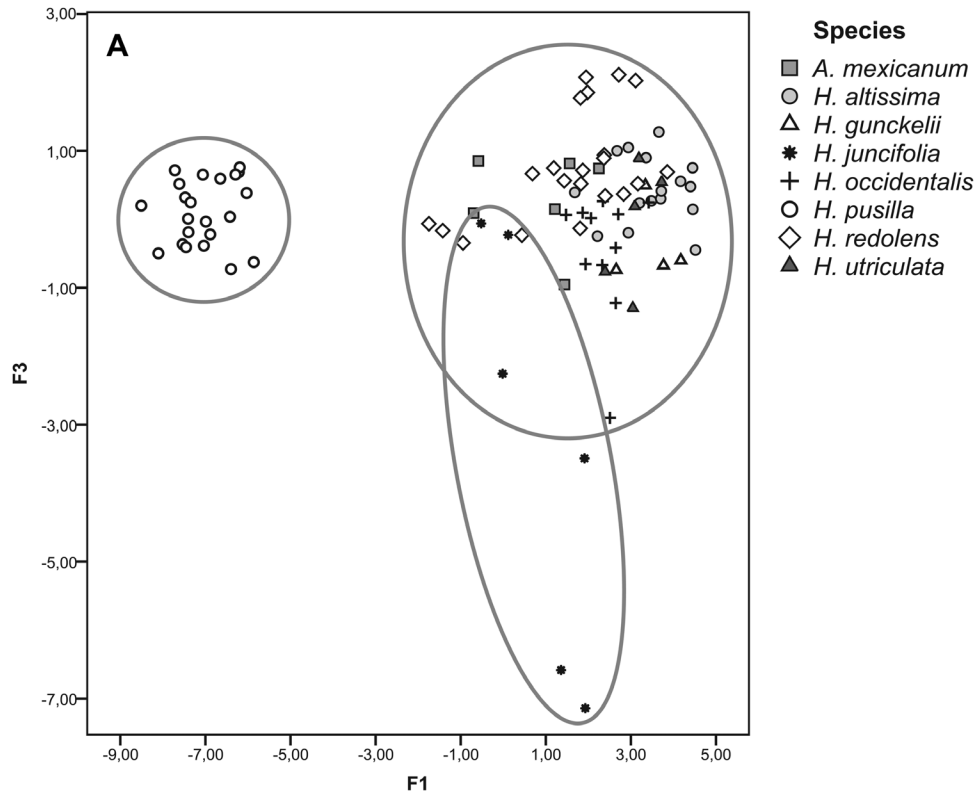 A
3,00
1,00
-1,00
-3,00
-5,00
-7,00
F3
-9,00 -7,00 -5,00 -3,00 -1,00 1,00 3,00 5,00
F1
Species
A. mexicanum
H. altissima
H. gunckelii
H. juncifolia
H. occidentalis
H. pusilla
H. redolens
H. utriculata